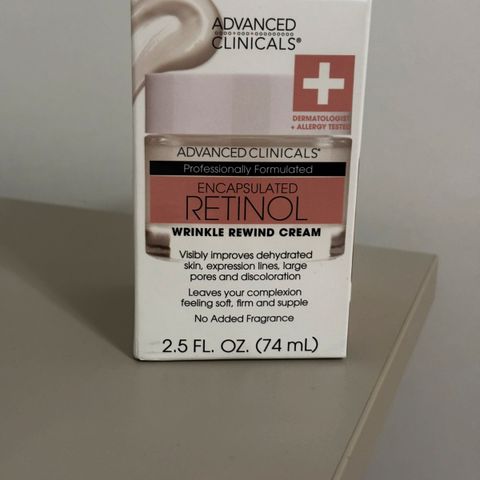 ADVANCED
CLINICALS®
DERMATOLOGIST
+ ALLERGY TESTED
ADVANCED CLINICALS®
Professionally Formulated
ENCAPSULATED
RETINOL
WRINKLE REWIND CREAM
Visibly improves dehydrated
skin, expression lines, large
pores and discoloration
Leaves your complexion
feeling soft, firm and supple
No Added Fragrance
2.5 FL. OZ. (74 mL)